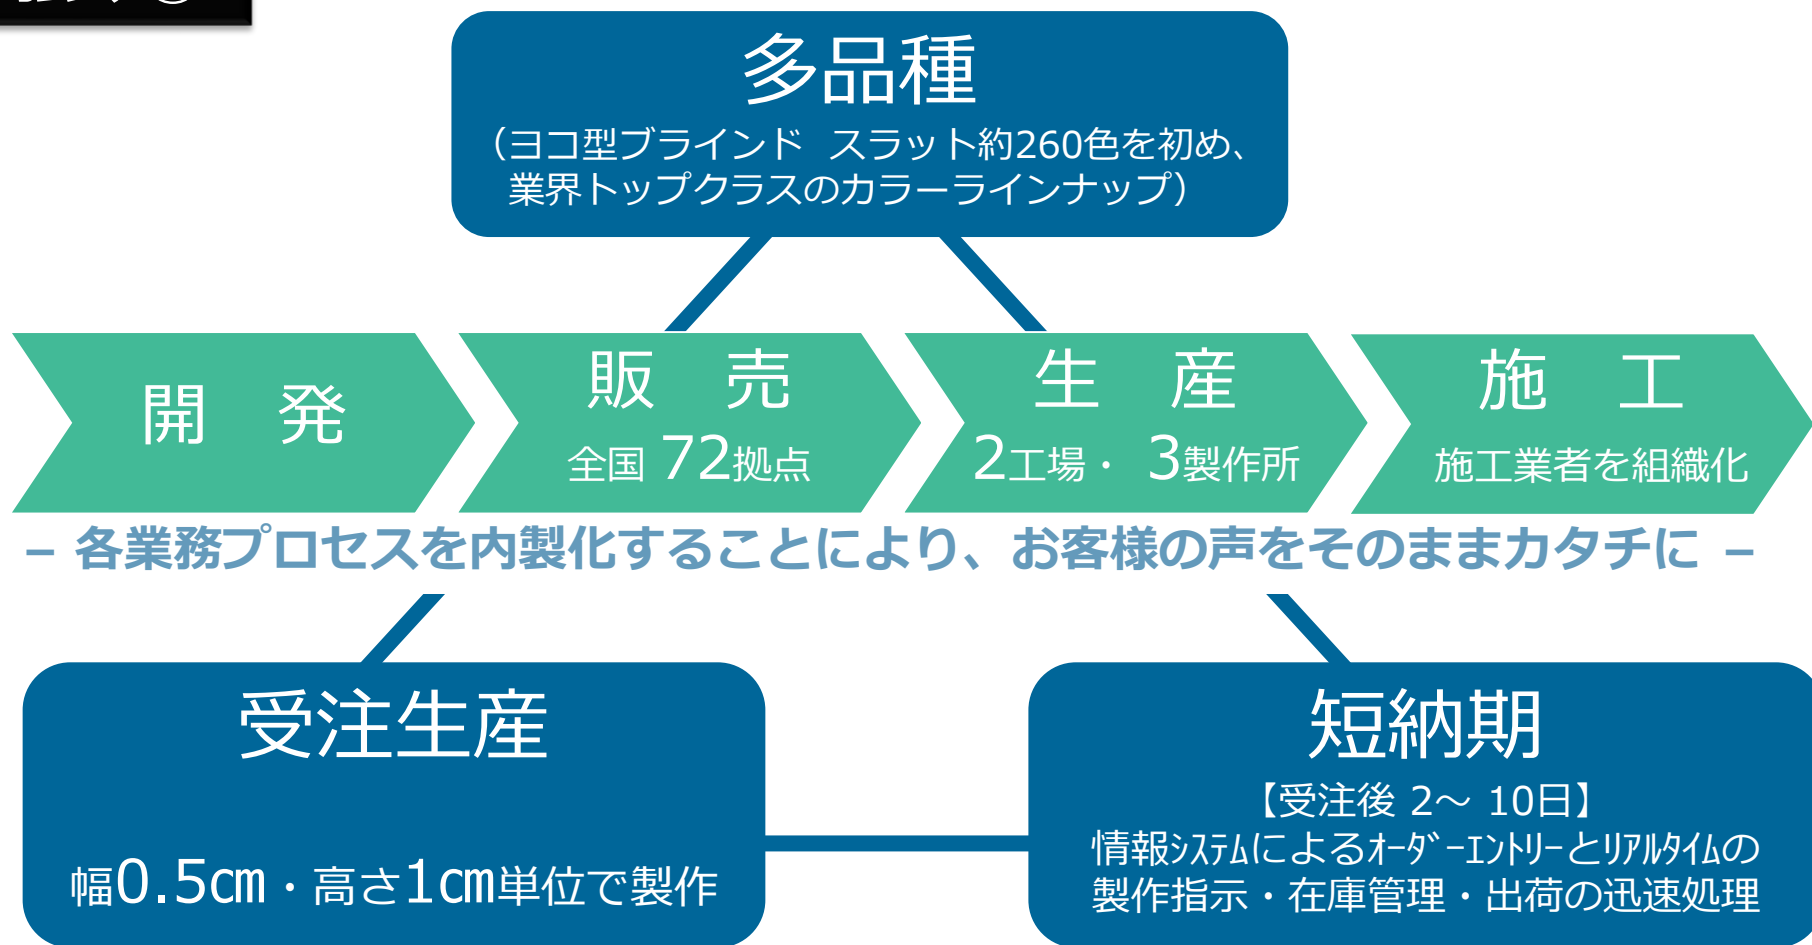 多品種
（ヨコ型ブラインド スラット約260色を初め、
業界トップクラスのカラーラインナップ）
開 発
販 売
全国 72拠点
生 産
2工場・ 3製作所
施 工
施工業者を組織化
– 各業務プロセスを内製化することにより、お客様の声をそのままカタチに –
受注生産
幅0.5㎝・高さ1㎝単位で製作
短納期
【受注後 2～ 10日】
情報ｼｽﾃﾑによるｵｰﾀﾞｰｴﾝﾄﾘｰとﾘｱﾙﾀｲﾑの
製作指示・在庫管理・出荷の迅速処理